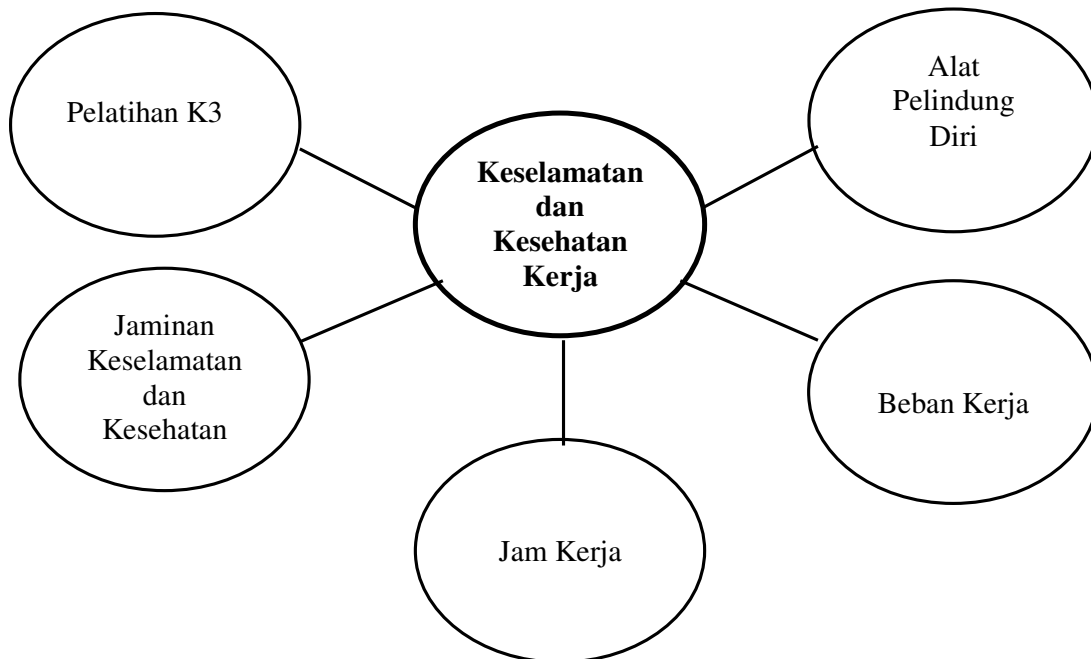 Pelatihan K3
Keselamatan
dan
Kesehatan
Kerja
Alat
Pelindung
Diri
Jaminan
Keselamatan
dan
Kesehatan
Beban Kerja
Jam Kerja